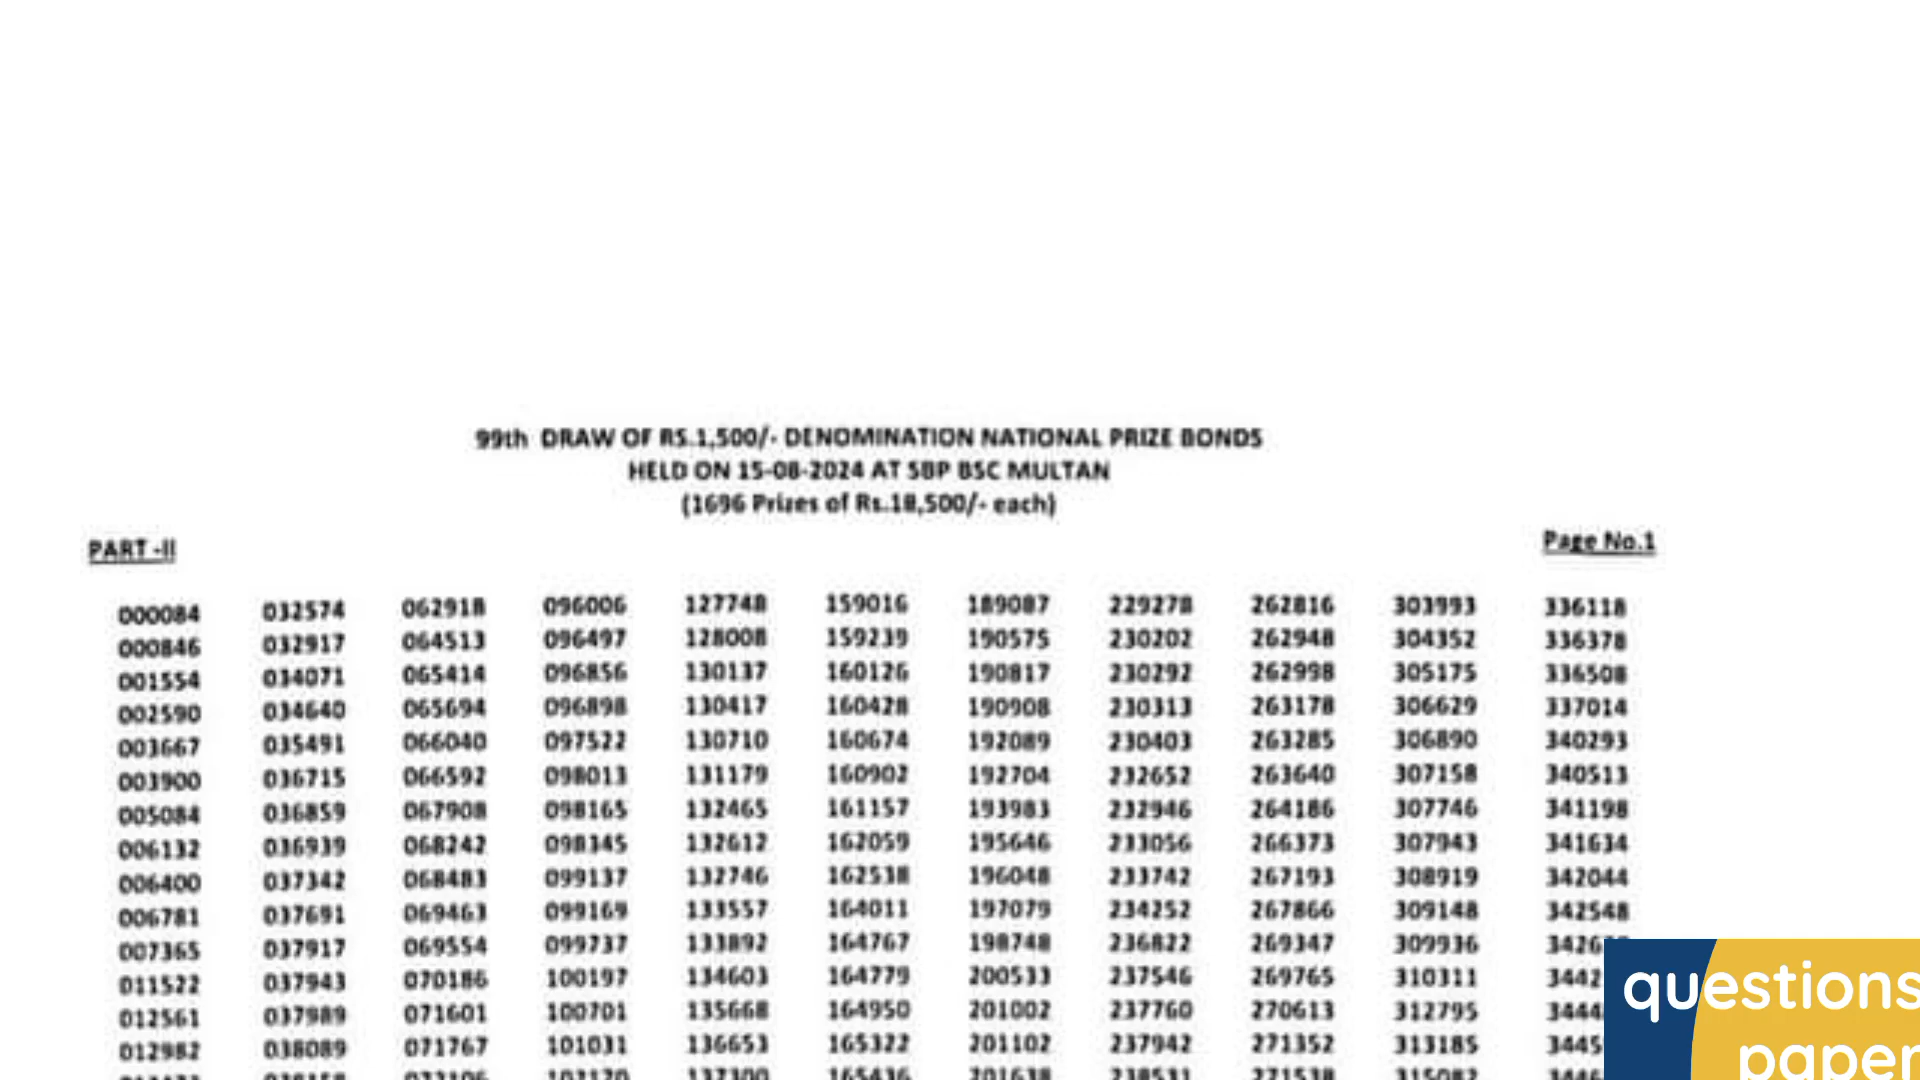 99th DRAW OF RS.1,500/- DENOMINATION NATIONAL PRIZE BONDS
HELD ON 15-08-2024 AT SBP BSC MULTAN
(1696 Prizes of Rs.18,500/- each)
PART -II
Page No.1
000084 032574 062918 096006 127748 159016 189087 229278 262816 303993 336118
000846 032917 064513 096497 128008 159239 190575 230202 262948 304352 336378
001554 034071 065414 096856 130137 160126 190817 230292 262998 305175 336508
002590 034640 065694 096898 130417 160428 190908 230313 263178 306629 337014
003667 035491 066040 097522 130710 160674 192089 230403 263285 306890 340293
003900 036715 066592 098013 131179 160902 192704 232652 263640 307158 340513
005084 036859 067908 098165 132465 161157 193983 232946 264186 307746 341198
006132 036939 068242 098345 132612 162059 195646 233056 266373 307943 341634
006400 037342 068483 099137 132746 162538 196048 233742 267193 308919 342044
006781 037691 069463 099169 133557 164011 197079 234252 267866 309148 342548
007365 037917 069554 099737 133892 164767 198748 236822 269347 309936
011522 037943 070186 100197 134603 164779 200533 237546 269765 310311
012561 037989 071601 100701 135668 164950 201002 237760 270613 312795
012982 038089 071767 101031 136653 165322 201102 237942 271352 313185
questions
paper